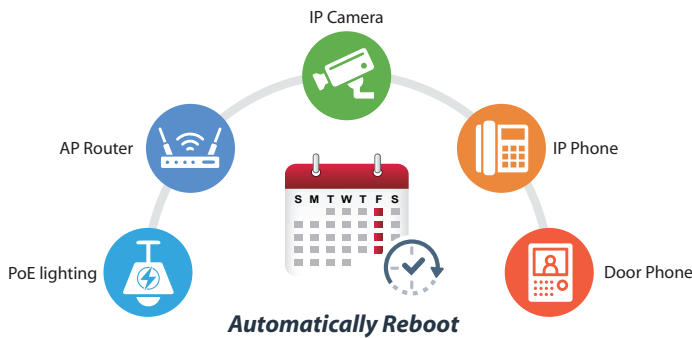 IP Camera
AP Router
IP Phone
S M T W T F S
PoE lighting
Door Phone
Automatically Reboot